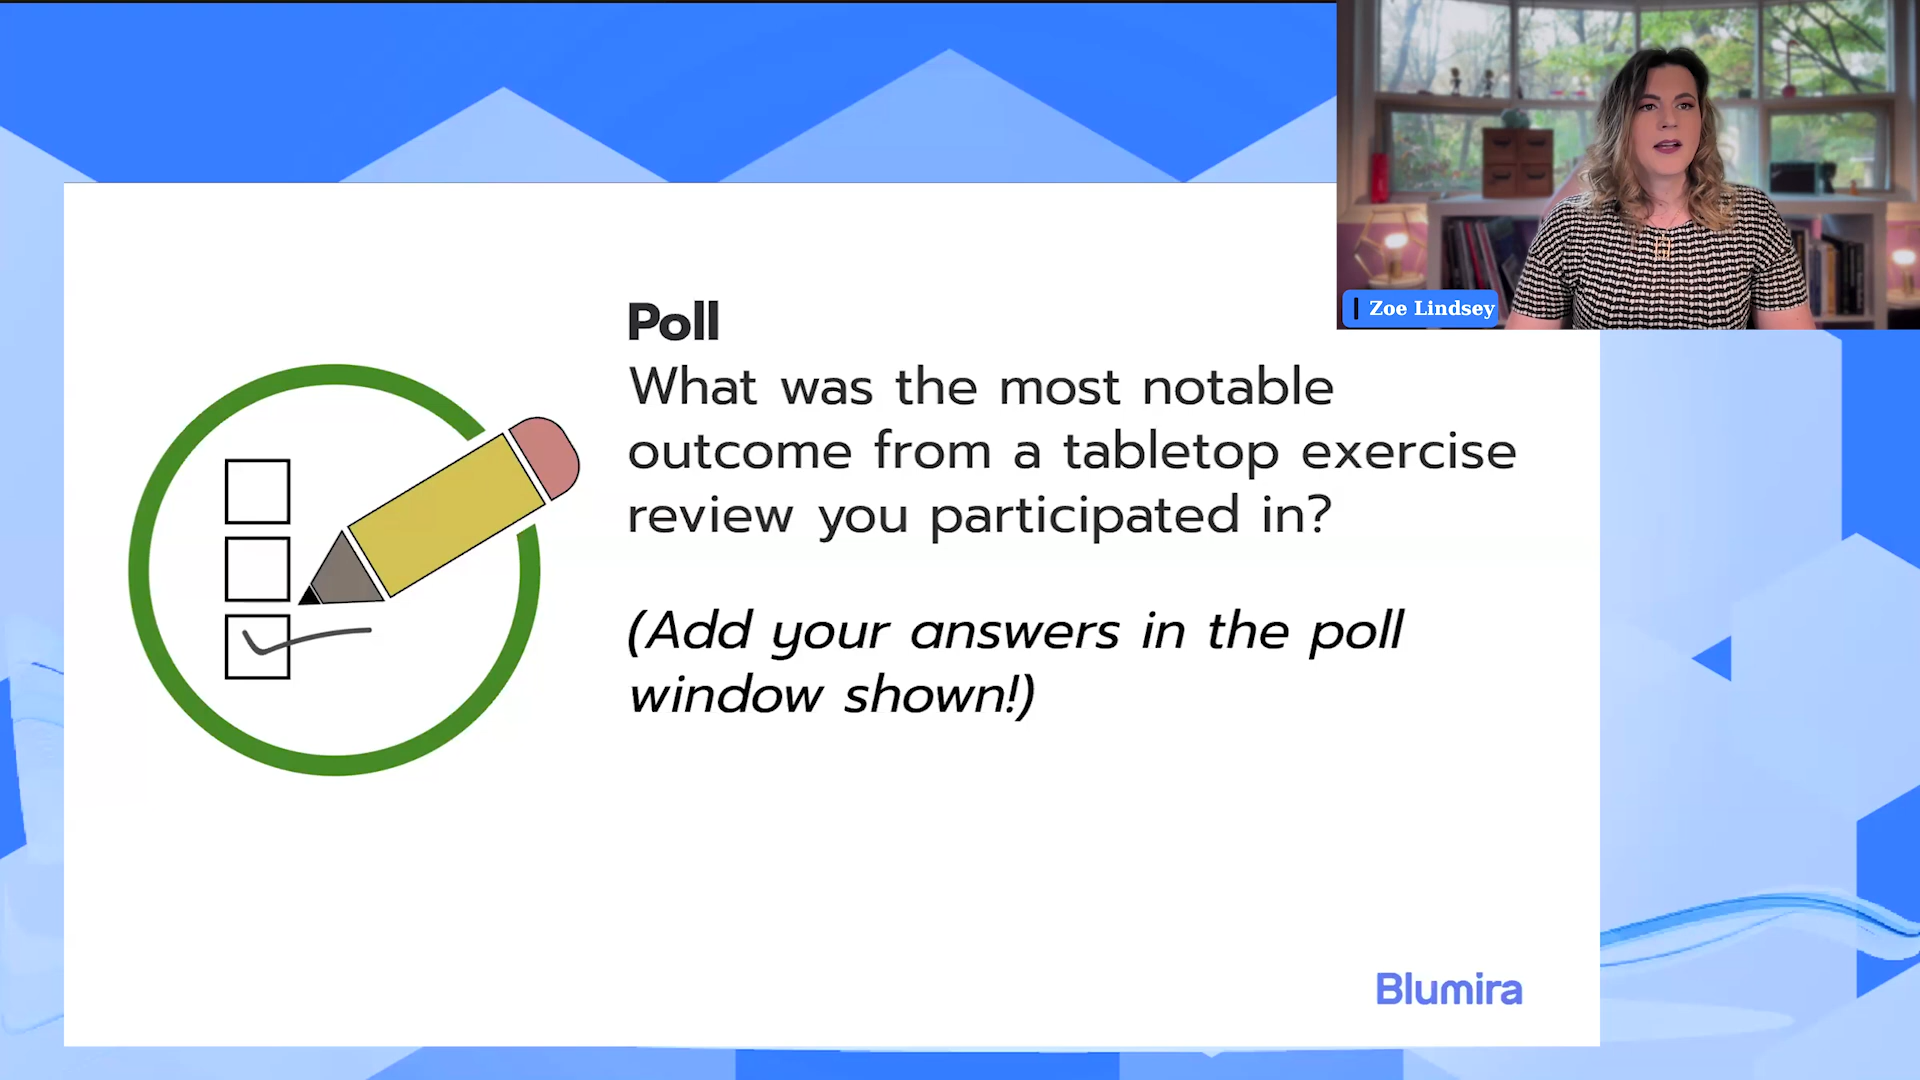 Poll
What was the most notable
outcome from a tabletop exercise
review you participated in?
(Add your answers in the poll
window shown!)
Zoe Lindsey
Blumira